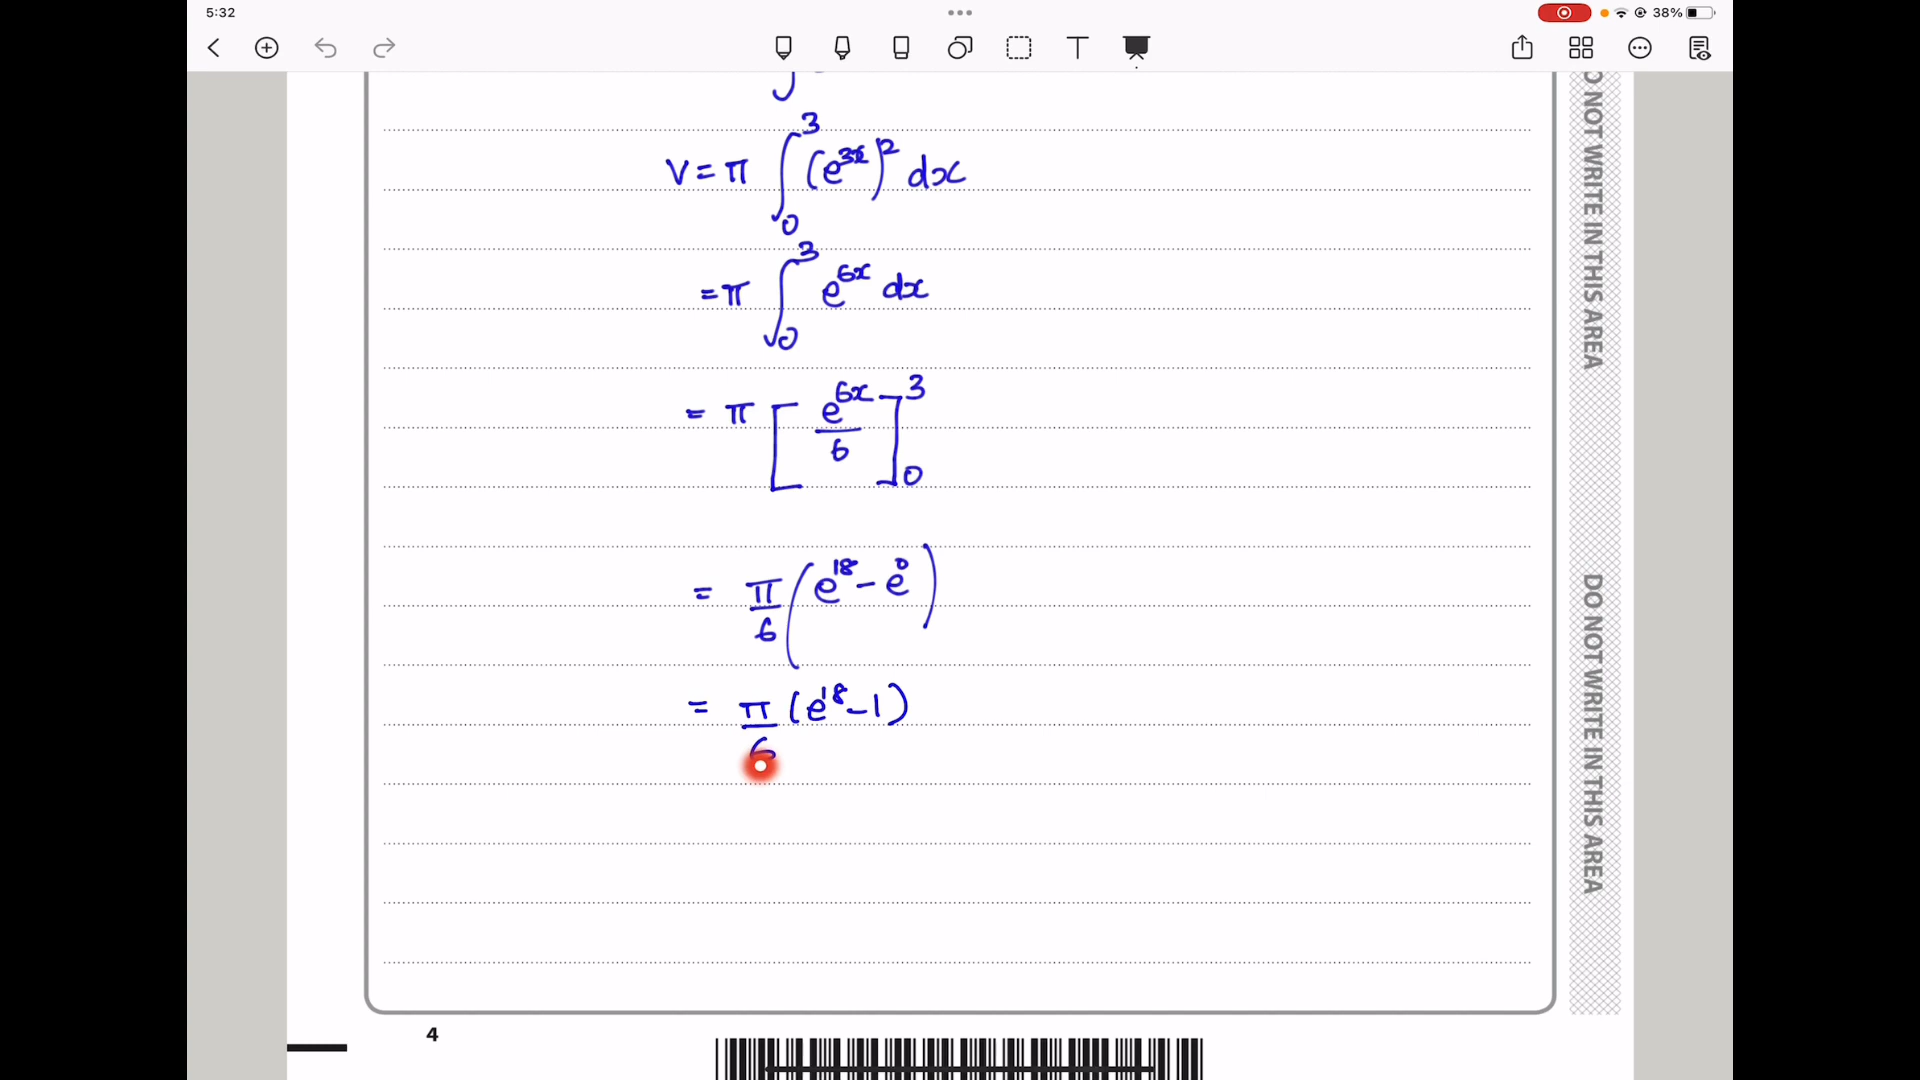 5:32
38%
V = π ∫₀³ (e^{3x})² dx
= π ∫₀³ e^{6x} dx
= π [ e^{6x}/6 ]₀³
= π/6 ( e^{18} - e^0 )
= π/6 (e^{18} - 1)
DO NOT WRITE IN THIS AREA
DO NOT WRITE IN THIS AREA
4